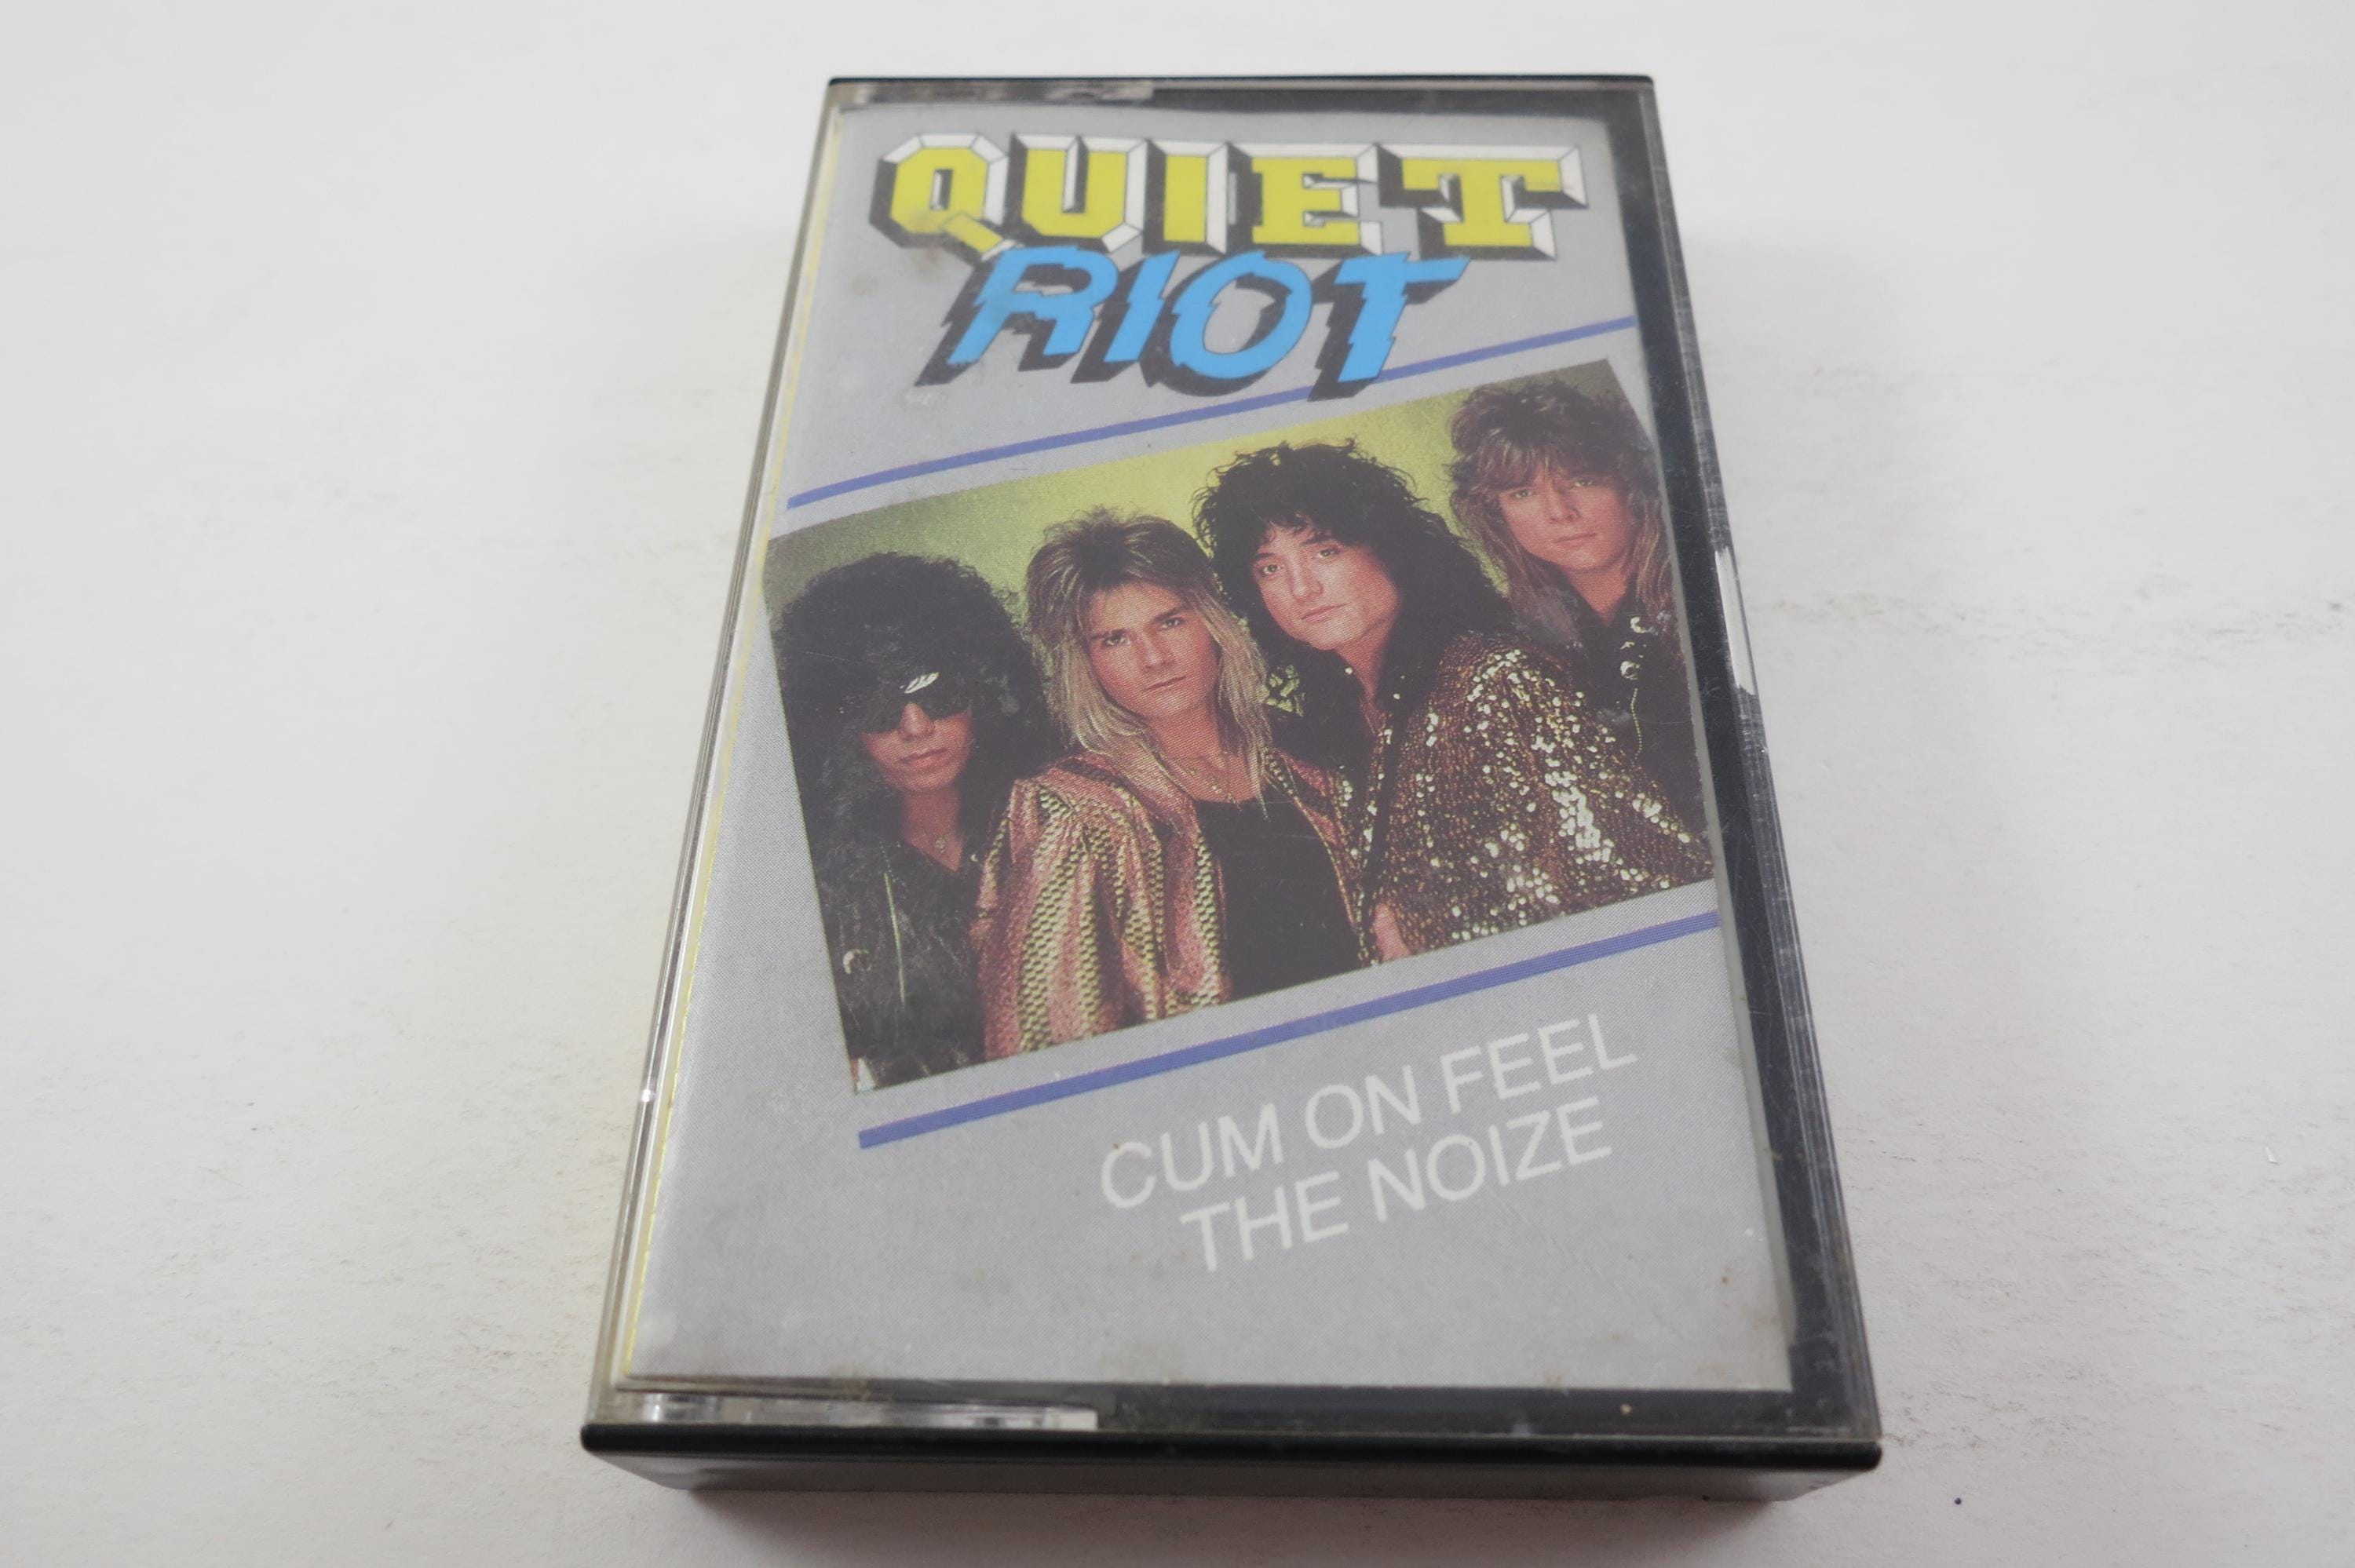 QUIET
RIOT
CUM ON FEEL
THE NOIZE